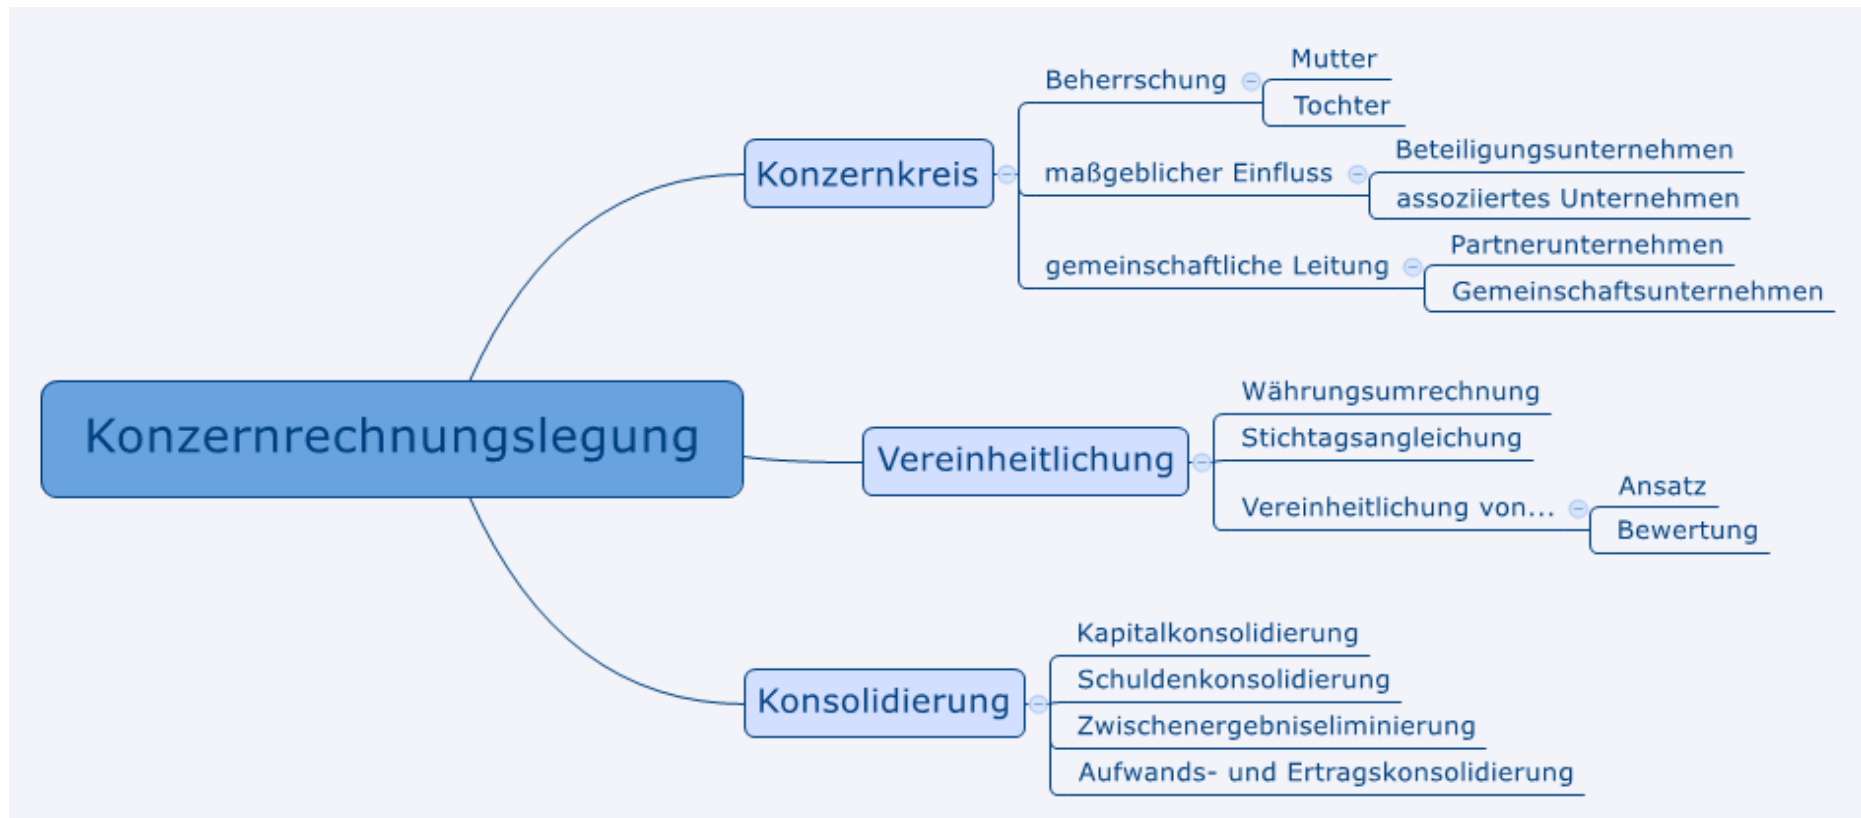 Konzernrechnungslegung
Konzernkreis
Beherrschung
Mutter
Tochter
maßgeblicher Einfluss
Beteiligungsunternehmen
assoziiertes Unternehmen
gemeinschaftliche Leitung
Partnerunternehmen
Gemeinschaftsunternehmen
Vereinheitlichung
Währungsumrechnung
Stichtagsangleichung
Vereinheitlichung von...
Ansatz
Bewertung
Konsolidierung
Kapitalkonsolidierung
Schuldenkonsolidierung
Zwischenergebniseliminierung
Aufwands- und Ertragskonsolidierung